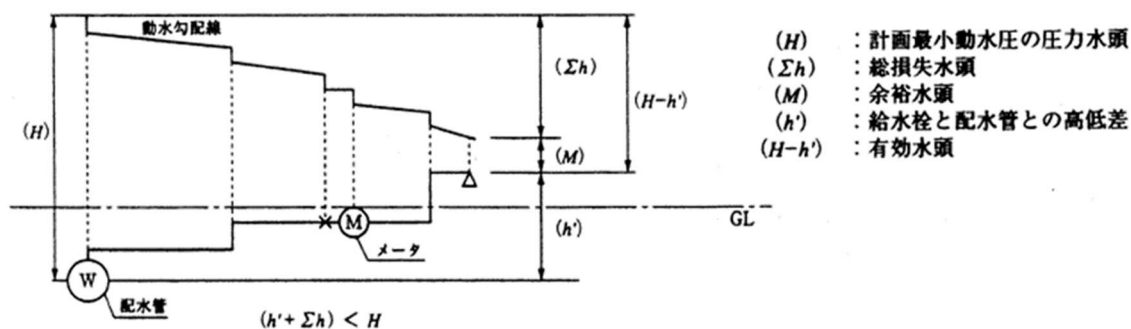 動水勾配線
(H)
(Σh)
(M)
(H−h')
(h')
W
M
メータ
配水管
GL
(h' + Σh) < H
(H) ：計画最小動水圧の圧力水頭
(Σh) ：総損失水頭
(M) ：余裕水頭
(h') ：給水栓と配水管との高低差
(H−h') ：有効水頭